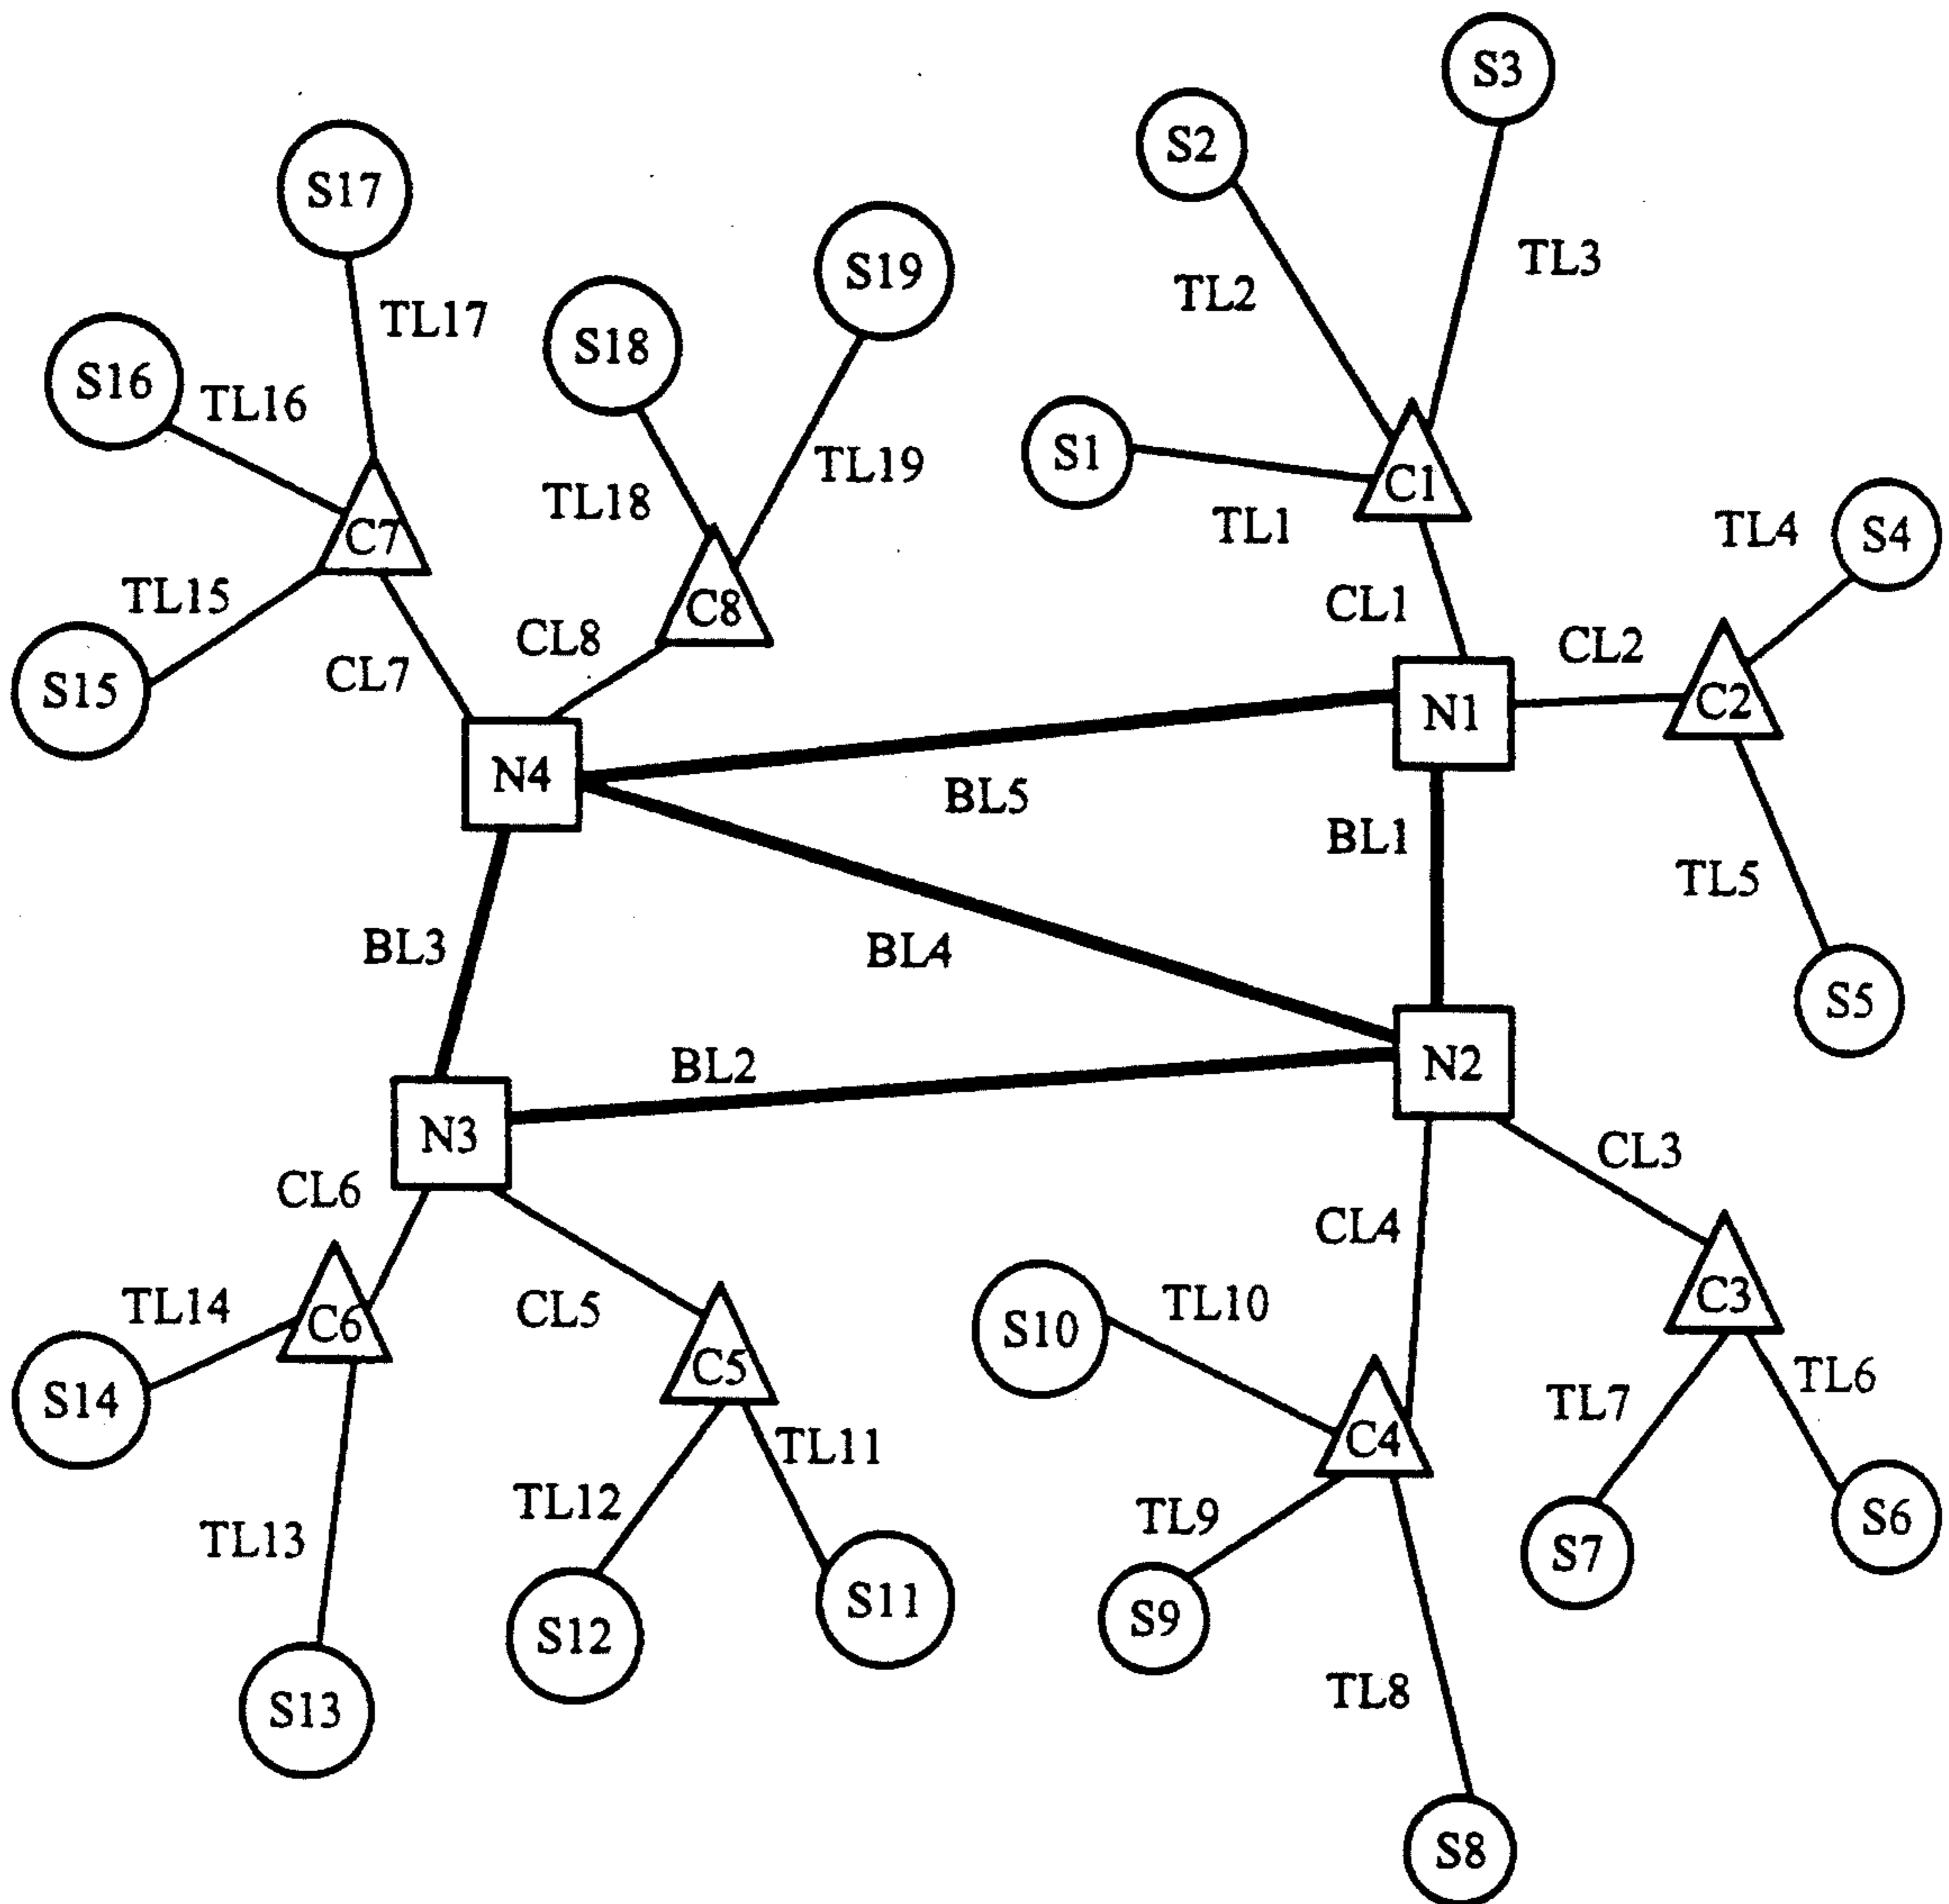 S3
S2
S17
S19
TL3
TL2
TL17
S18
S16
TL16
S1
TL19
C1
TL18
TL1
TL4
S4
C7
TL15
C8
CL1
CL8
CL2
CL7
S15
C2
N1
N4
BL5
BL1
TL5
BL3
BL4
S5
BL2
N2
N3
CL3
CL6
CL4
C3
TL14
TL10
CL5
C6
S10
C5
TL6
S14
TL7
C4
TL11
TL12
TL9
S6
TL13
S7
S11
S9
S12
TL8
S13
S8